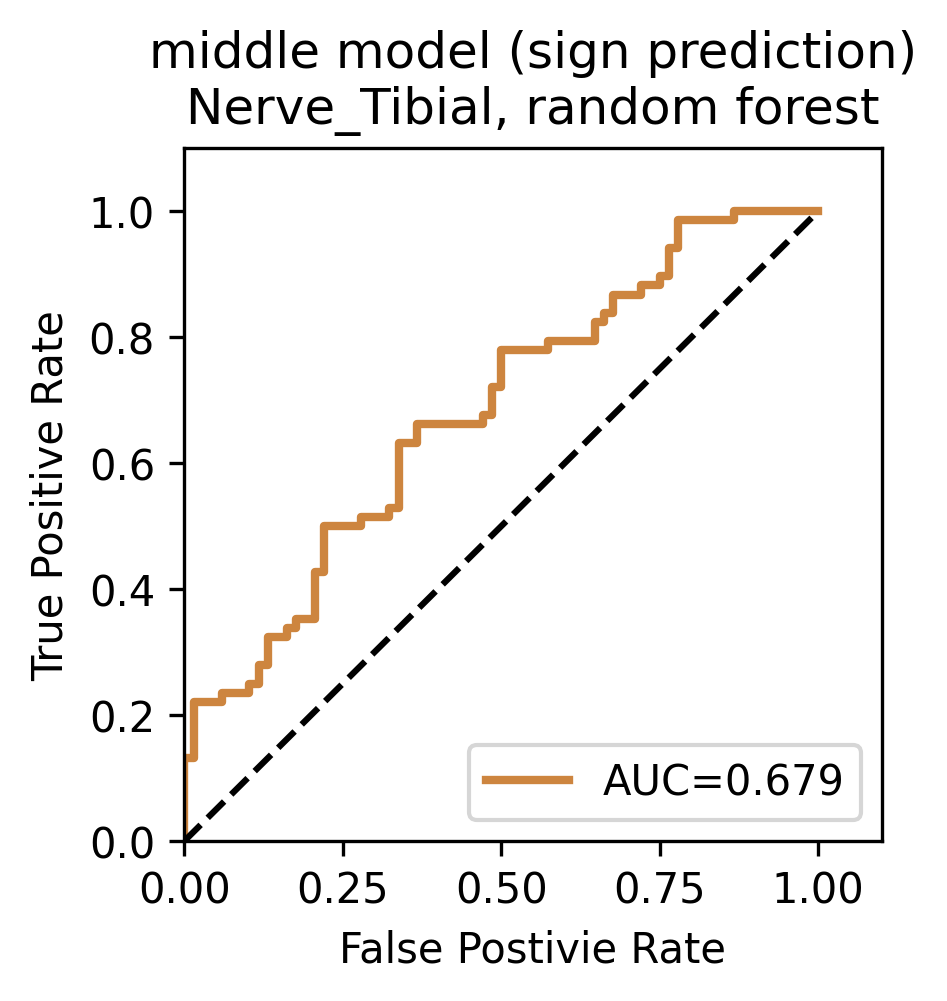 middle model (sign prediction)
Nerve_Tibial, random forest
True Positive Rate
1.0
0.8
0.6
0.4
0.2
0.0
AUC=0.679
0.00 0.25 0.50 0.75 1.00
False Postivie Rate